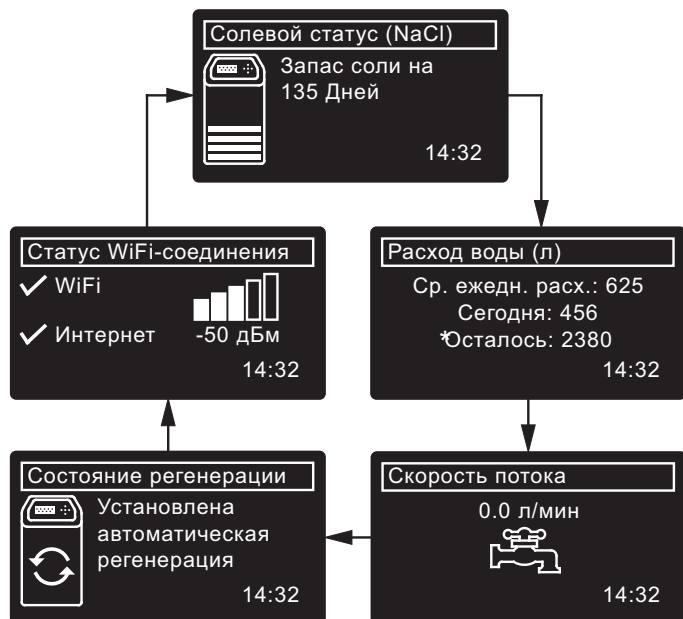 Солевой статус (NaCl)
Запас соли на
135 Дней
14:32
Расход воды (л)
Ср. ежедн. расх.: 625
Сегодня: 456
*Осталось: 2380
14:32
Скорость потока
0.0 л/мин
14:32
Состояние регенерации
Установлена
автоматическая
регенерация
14:32
Статус WiFi-соединения
WiFi
Интернет
-50 дБм
14:32